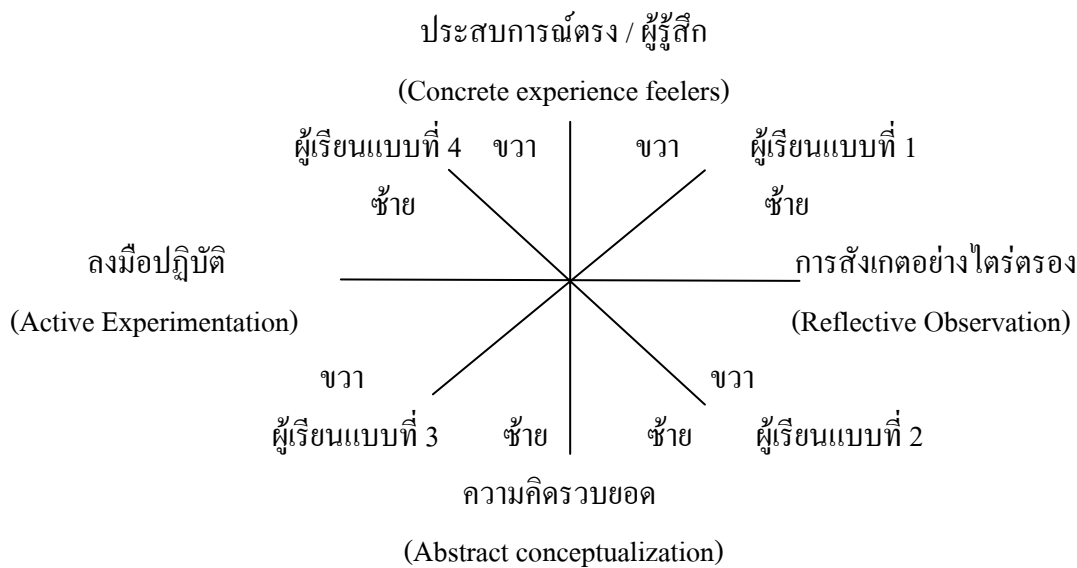 ประสบการณ์ตรง / ผู้รู้สึก
(Concrete experience feelers)
ผู้เรียนแบบที่ 4 ขวา ขวา ผู้เรียนแบบที่ 1
ซ้าย ซ้าย
ลงมือปฏิบัติ การสังเกตอย่างไตร่ตรอง
(Active Experimentation) (Reflective Observation)
ขวา ขวา
ผู้เรียนแบบที่ 3 ซ้าย ซ้าย ผู้เรียนแบบที่ 2
ความคิดรวบยอด
(Abstract conceptualization)